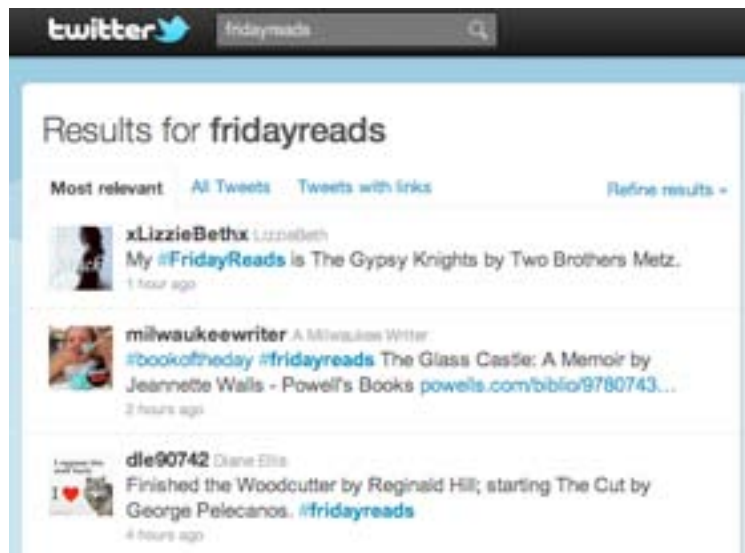 twitter
fridayreads
Results for fridayreads
Most relevant All Tweets Tweets with links Refine results »
xLizzieBethx LizzieBeth
My #FridayReads is The Gypsy Knights by Two Brothers Metz.
1 hour ago
milwaukeewriter A Milwaukee Writer
#bookoftheday #fridayreads The Glass Castle: A Memoir by
Jeannette Walls - Powell's Books powells.com/biblio/9780743...
2 hours ago
dle90742 Diane Ellis
Finished the Woodcutter by Reginald Hill; starting The Cut by
George Pelecanos. #fridayreads
4 hours ago
I ❤